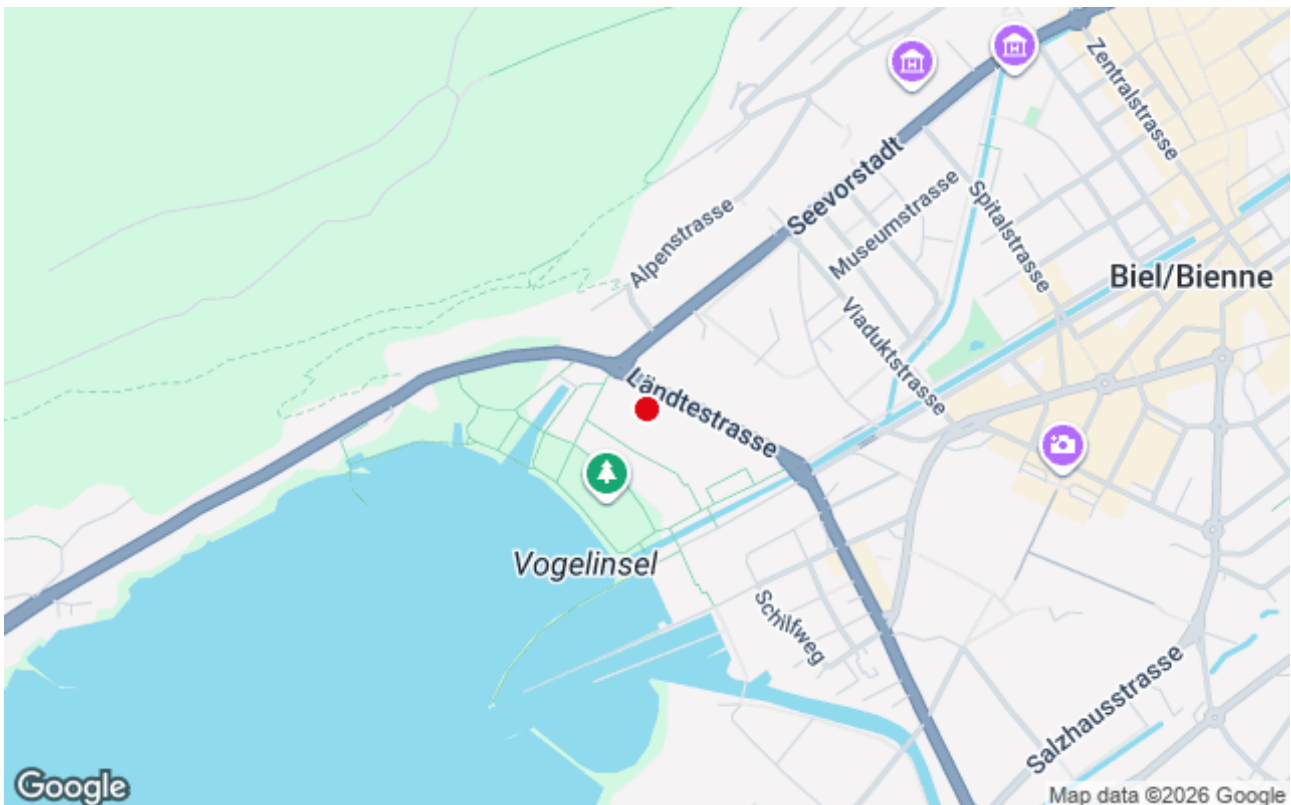 Zentralstrasse
Seevorstadt
Museumstrasse
Spitalstrasse
Alpenstrasse
Biel/Bienne
Viaduktstrasse
Ländtestrasse
Vogelinsel
Schilfweg
Salzhausstrasse
Google
Map data ©2026 Google